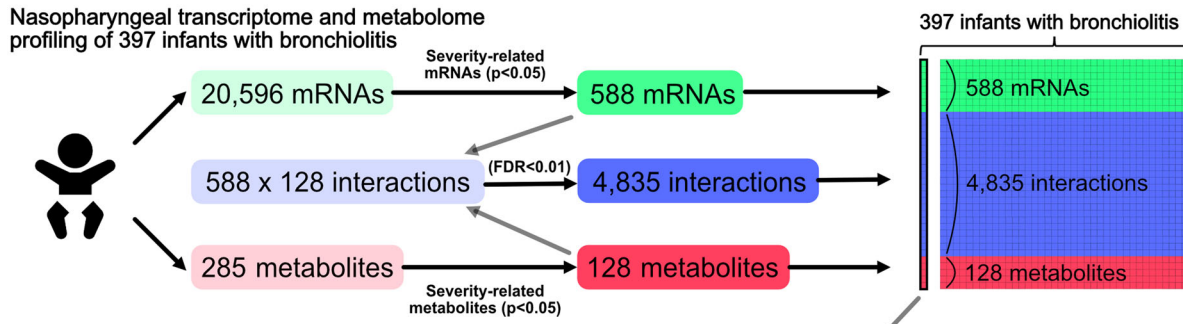 Nasopharyngeal transcriptome and metabolome
profiling of 397 infants with bronchiolitis
397 infants with bronchiolitis
Severity-related
mRNAs (p<0.05)
20,596 mRNAs
588 mRNAs
588 mRNAs
(FDR<0.01)
588 x 128 interactions
4,835 interactions
4,835 interactions
285 metabolites
128 metabolites
128 metabolites
Severity-related
metabolites (p<0.05)